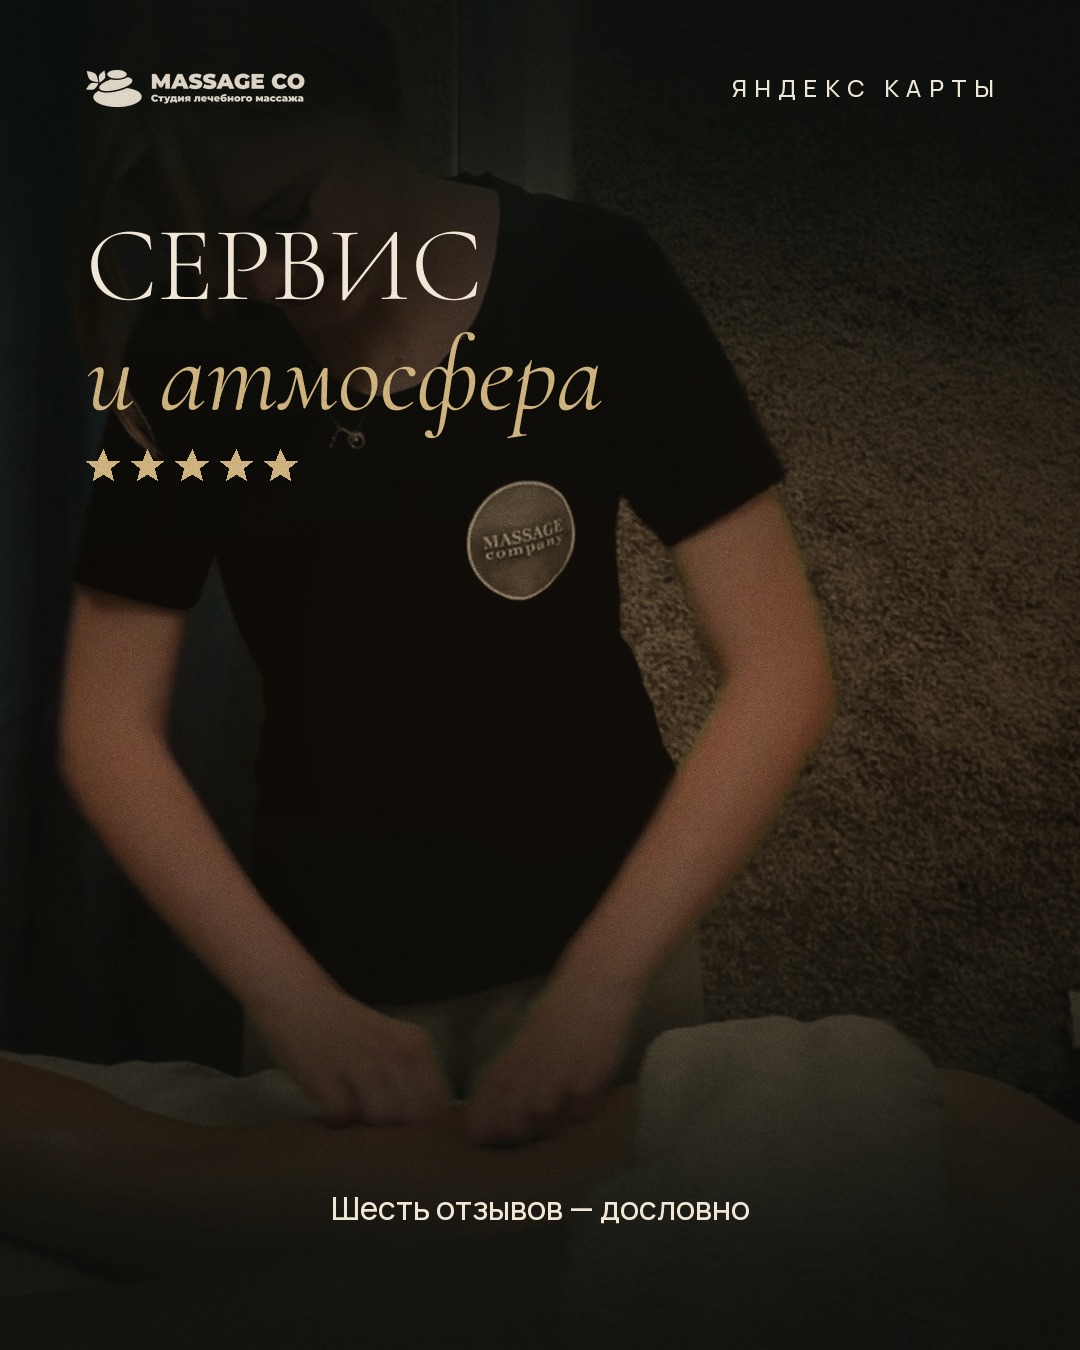 MASSAGE CO
Студия лечебного массажа
ЯНДЕКС КАРТЫ
СЕРВИС
и атмосфера
MASSAGE
company
Шесть отзывов — дословно